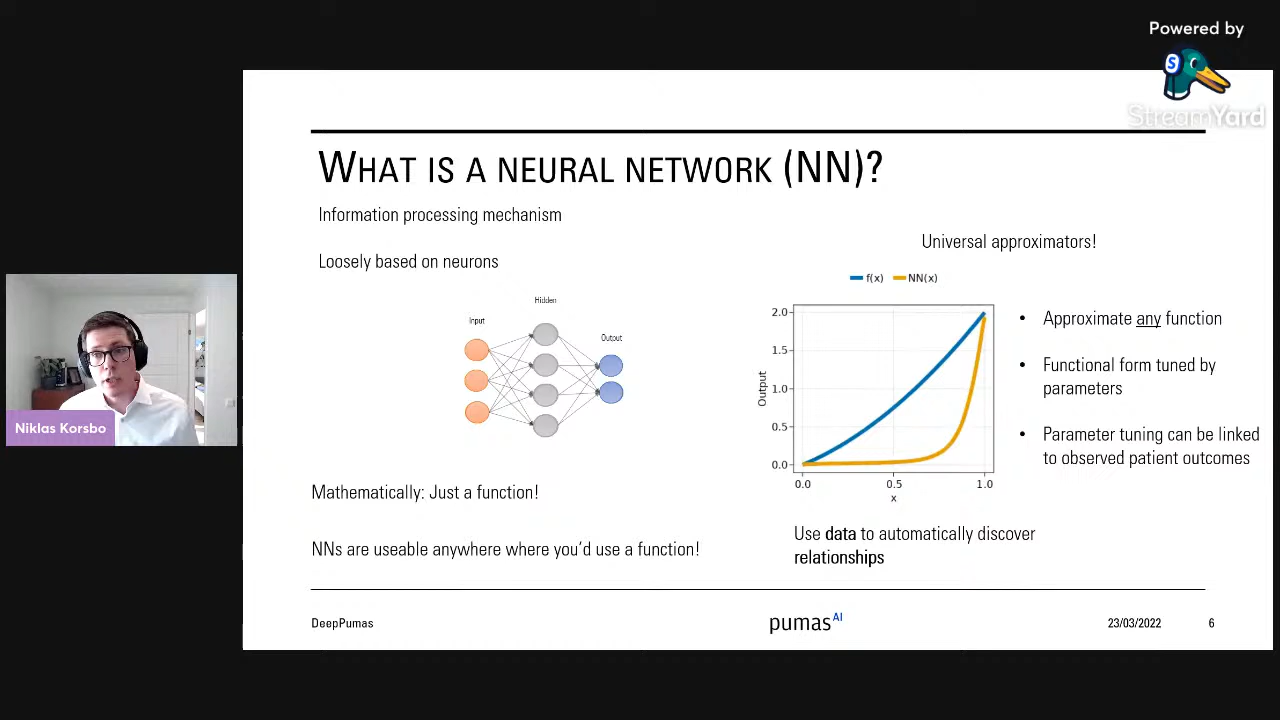 Powered by
StreamYard
WHAT IS A NEURAL NETWORK (NN)?
Information processing mechanism
Loosely based on neurons
Input
Hidden
Output
Mathematically: Just a function!
NNs are useable anywhere where you'd use a function!
Universal approximators!
f(x) NN(x)
2.0
1.5
1.0
0.5
0.0
Output
0.0 0.5 1.0
x
• Approximate any function
• Functional form tuned by
parameters
• Parameter tuning can be linked
to observed patient outcomes
Use data to automatically discover
relationships
Niklas Korsbo
DeepPumas
pumas AI
23/03/2022
6